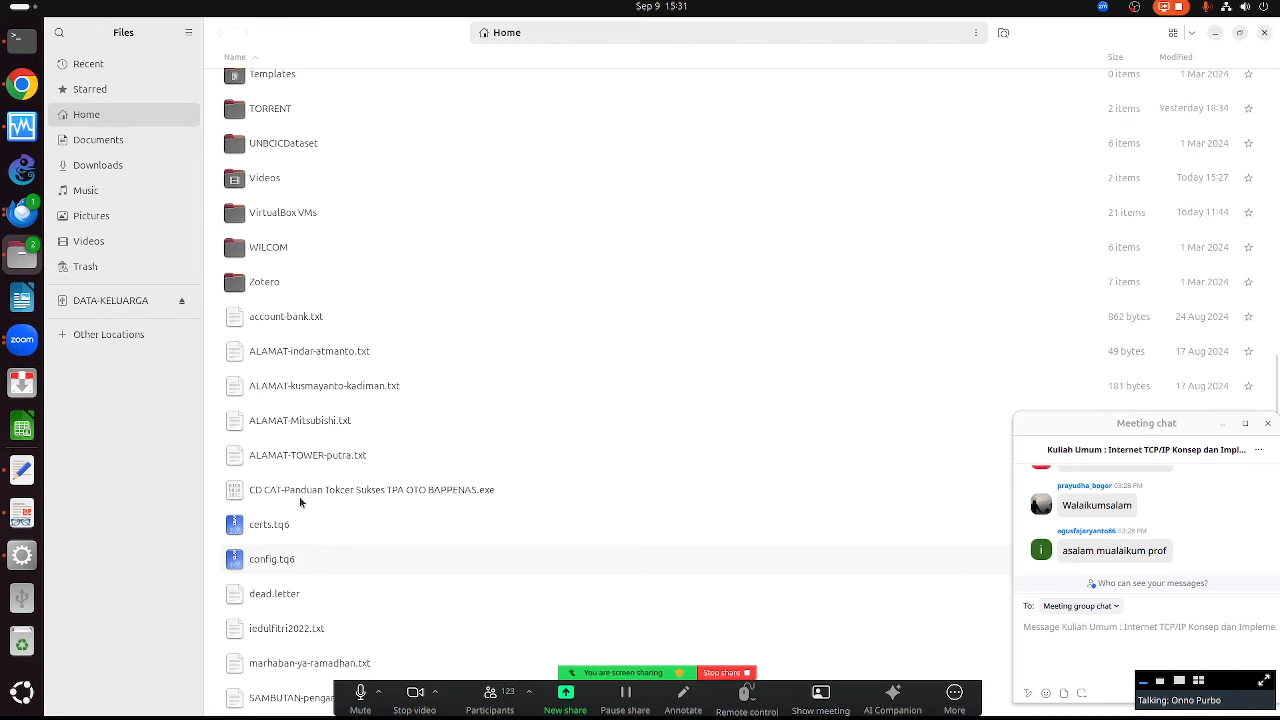 Sep 9 15:31
Files
Home
Name
Size
Modified
Recent
Starred
Home
Documents
Downloads
Music
Pictures
Videos
Trash
DATA-KELUARGA
Other Locations
Templates 0 items 1 Mar 2024
TORRENT 2 items Yesterday 18:34
UNBCICDataset 6 items 1 Mar 2024
Videos 2 items Today 15:27
VirtualBox VMs 21 items Today 11:44
WILCOM 6 items 1 Mar 2024
Zotero 7 items 1 Mar 2024
account-bank.txt 862 bytes 24 Aug 2024
ALAMAT-indar-atmanto.txt 49 bytes 17 Aug 2024
ALAMAT-kusmayanto-kadiman.txt 181 bytes 17 Aug 2024
ALAMAT-Mitsubishi.txt
ALAMAT-TOWER-putra.txt
CD CAT-Panduan Tokcer Sukses TPA OTO BAPPENAS.exe
certs.tq6
config.tq6
dead.letter
iedulfitri2022.txt
marhaban-ya-ramadhan.txt
SAMBUTAN-pengan
1
2
zoom
zm
Meeting chat
Kuliah Umum : Internet TCP/IP Konsep dan Impl...
prayudha_bogor 03:28 PM
Walaikumsalam
agusfajaryanto86 03:28 PM
i
asalam mualaikum prof
Who can see your messages?
To: Meeting group chat
Message Kuliah Umum : Internet TCP/IP Konsep dan Impleme.
Talking: Onno Purbo
You are screen sharing
Stop share
Mute
Stop video
Participants
123
New share
Pause share
Annotate
Remote control
Show meeting
AI Companion
More